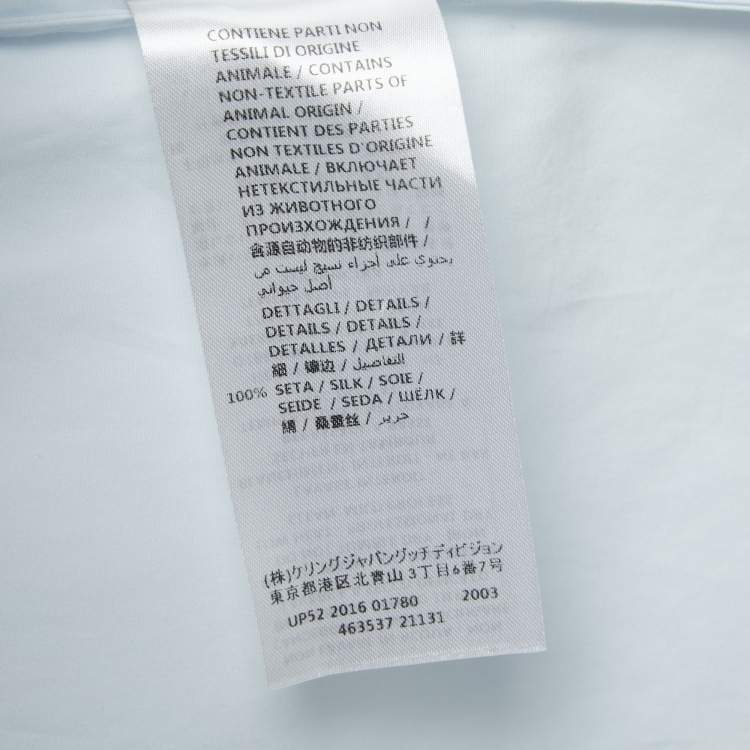 CONTIENE PARTI NON
TESSILI DI ORIGINE
ANIMALE / CONTAINS
NON-TEXTILE PARTS OF
ANIMAL ORIGIN /
CONTIENT DES PARTIES
NON TEXTILES D'ORIGINE
ANIMALE / ВКЛЮЧАЕТ
НЕТЕКСТИЛЬНЫЕ ЧАСТИ
ИЗ ЖИВОТНОГО
ПРОИЗХОЖДЕНИЯ / /
含源自动物的非纺织部件 /
يحتوي على أجزاء نسيج ليست من
أصل حيواني
DETTAGLI / DETAILS /
DETAILS / DETAILS /
DETALLES / ДЕТАЛИ / 詳
細 / 镶边 / التفاصيل
100% SETA / SILK / SOIE /
SEIDE / SEDA / ШЁЛК /
絹 / 桑蚕丝 / حرير
(株)ケリングジャパングッチディビジョン
東京都港区北青山 3丁目6番7号
UP52 2016 01780 2003
463537 21131